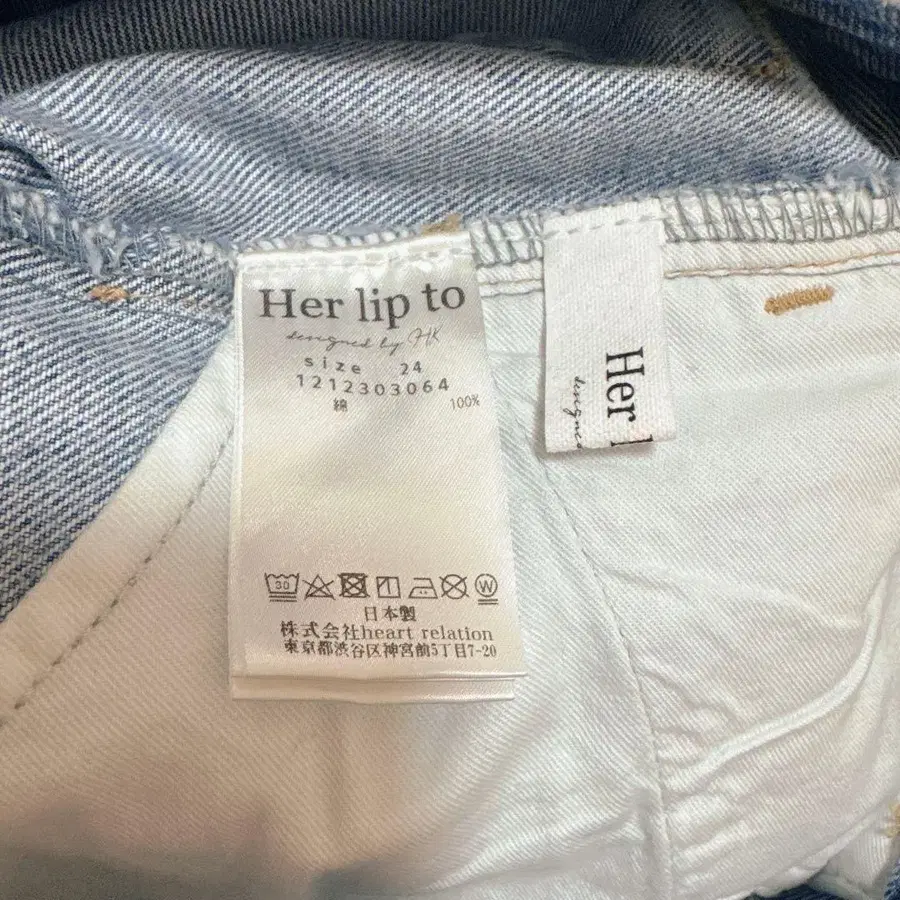 Her lip to
designed by HK
size 24
1212303064
綿 100%
30
W
日本製
株式会社heart relation
東京都渋谷区神宮前5丁目7-20
Her l
designed